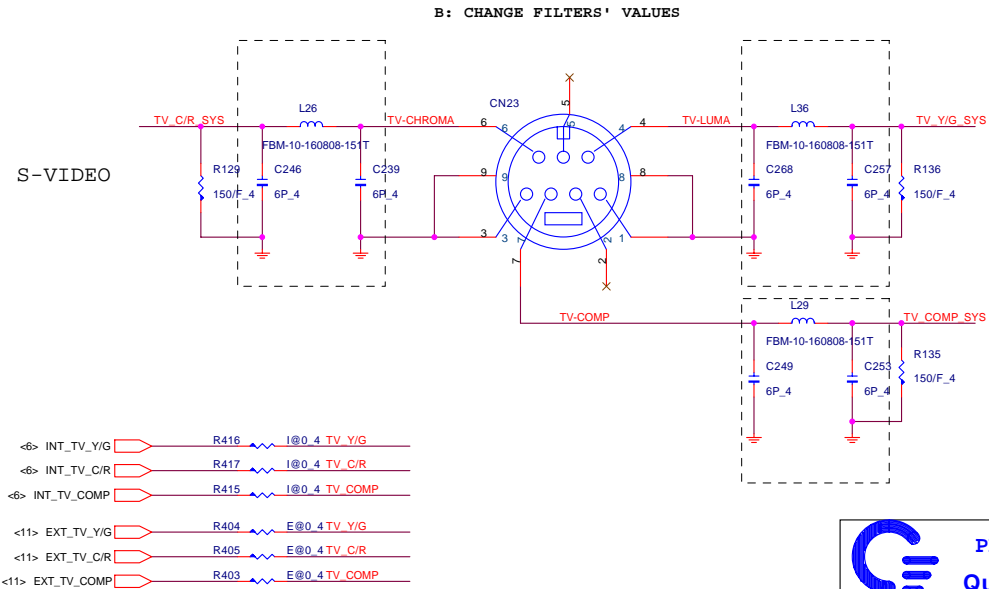 B: CHANGE FILTERS' VALUES
S-VIDEO
TV_C/R_SYS
L26
FBM-10-160808-151T
TV-CHROMA
R129
150/F_4
C246
6P_4
C239
6P_4
CN23
6
6
5
5
4
4
9
9
8
8
3
3
7
7
2
2
1
1
TV-LUMA
L36
FBM-10-160808-151T
TV_Y/G_SYS
C268
6P_4
C257
6P_4
R136
150/F_4
TV-COMP
L29
FBM-10-160808-151T
TV_COMP_SYS
C249
6P_4
C253
6P_4
R135
150/F_4
<6> INT_TV_Y/G R416 I@0_4 TV_Y/G
<6> INT_TV_C/R R417 I@0_4 TV_C/R
<6> INT_TV_COMP R415 I@0_4 TV_COMP
<11> EXT_TV_Y/G R404 E@0_4 TV_Y/G
<11> EXT_TV_C/R R405 E@0_4 TV_C/R
<11> EXT_TV_COMP R403 E@0_4 TV_COMP